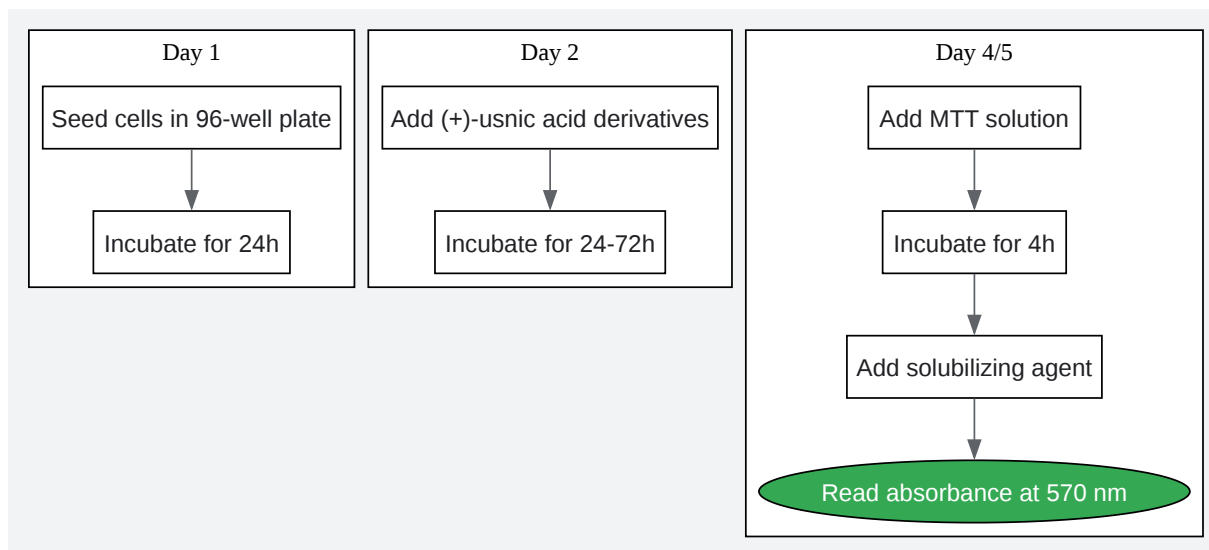 Day 1
Seed cells in 96-well plate
Incubate for 24h
Day 2
Add (+)-usnic acid derivatives
Incubate for 24-72h
Day 4/5
Add MTT solution
Incubate for 4h
Add solubilizing agent
Read absorbance at 570 nm